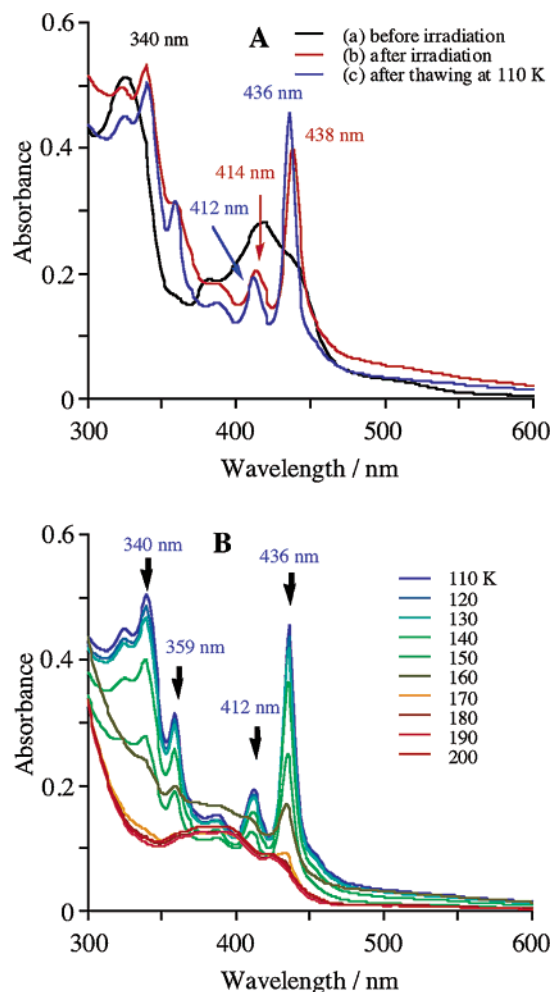 0.6
340 nm
A
(a) before irradiation
(b) after irradiation
(c) after thawing at 110 K
436 nm
438 nm
414 nm
412 nm
0.4
0.2
0
Absorbance
300
400
500
600
Wavelength / nm
0.6
340 nm
B
436 nm
359 nm
412 nm
110 K
120
130
140
150
160
170
180
190
200
0.4
0.2
0
Absorbance
300
400
500
600
Wavelength / nm